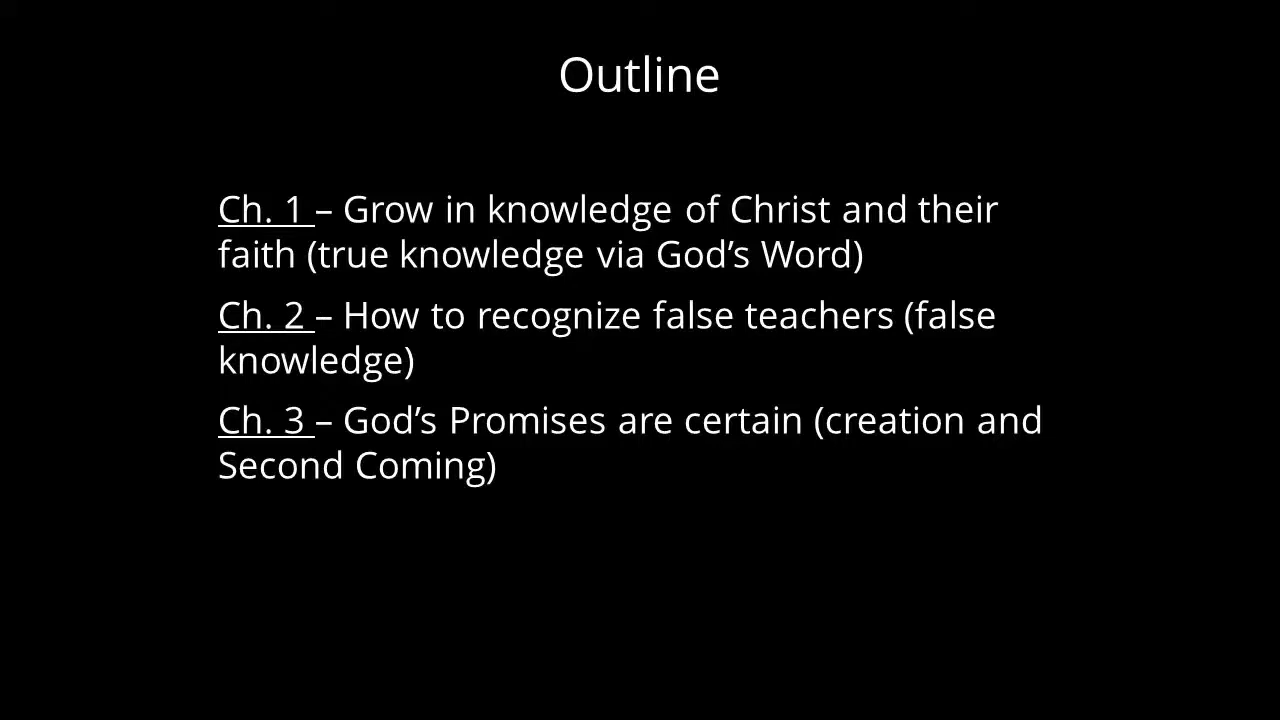 Outline
Ch. 1 – Grow in knowledge of Christ and their
faith (true knowledge via God’s Word)
Ch. 2 – How to recognize false teachers (false
knowledge)
Ch. 3 – God’s Promises are certain (creation and
Second Coming)